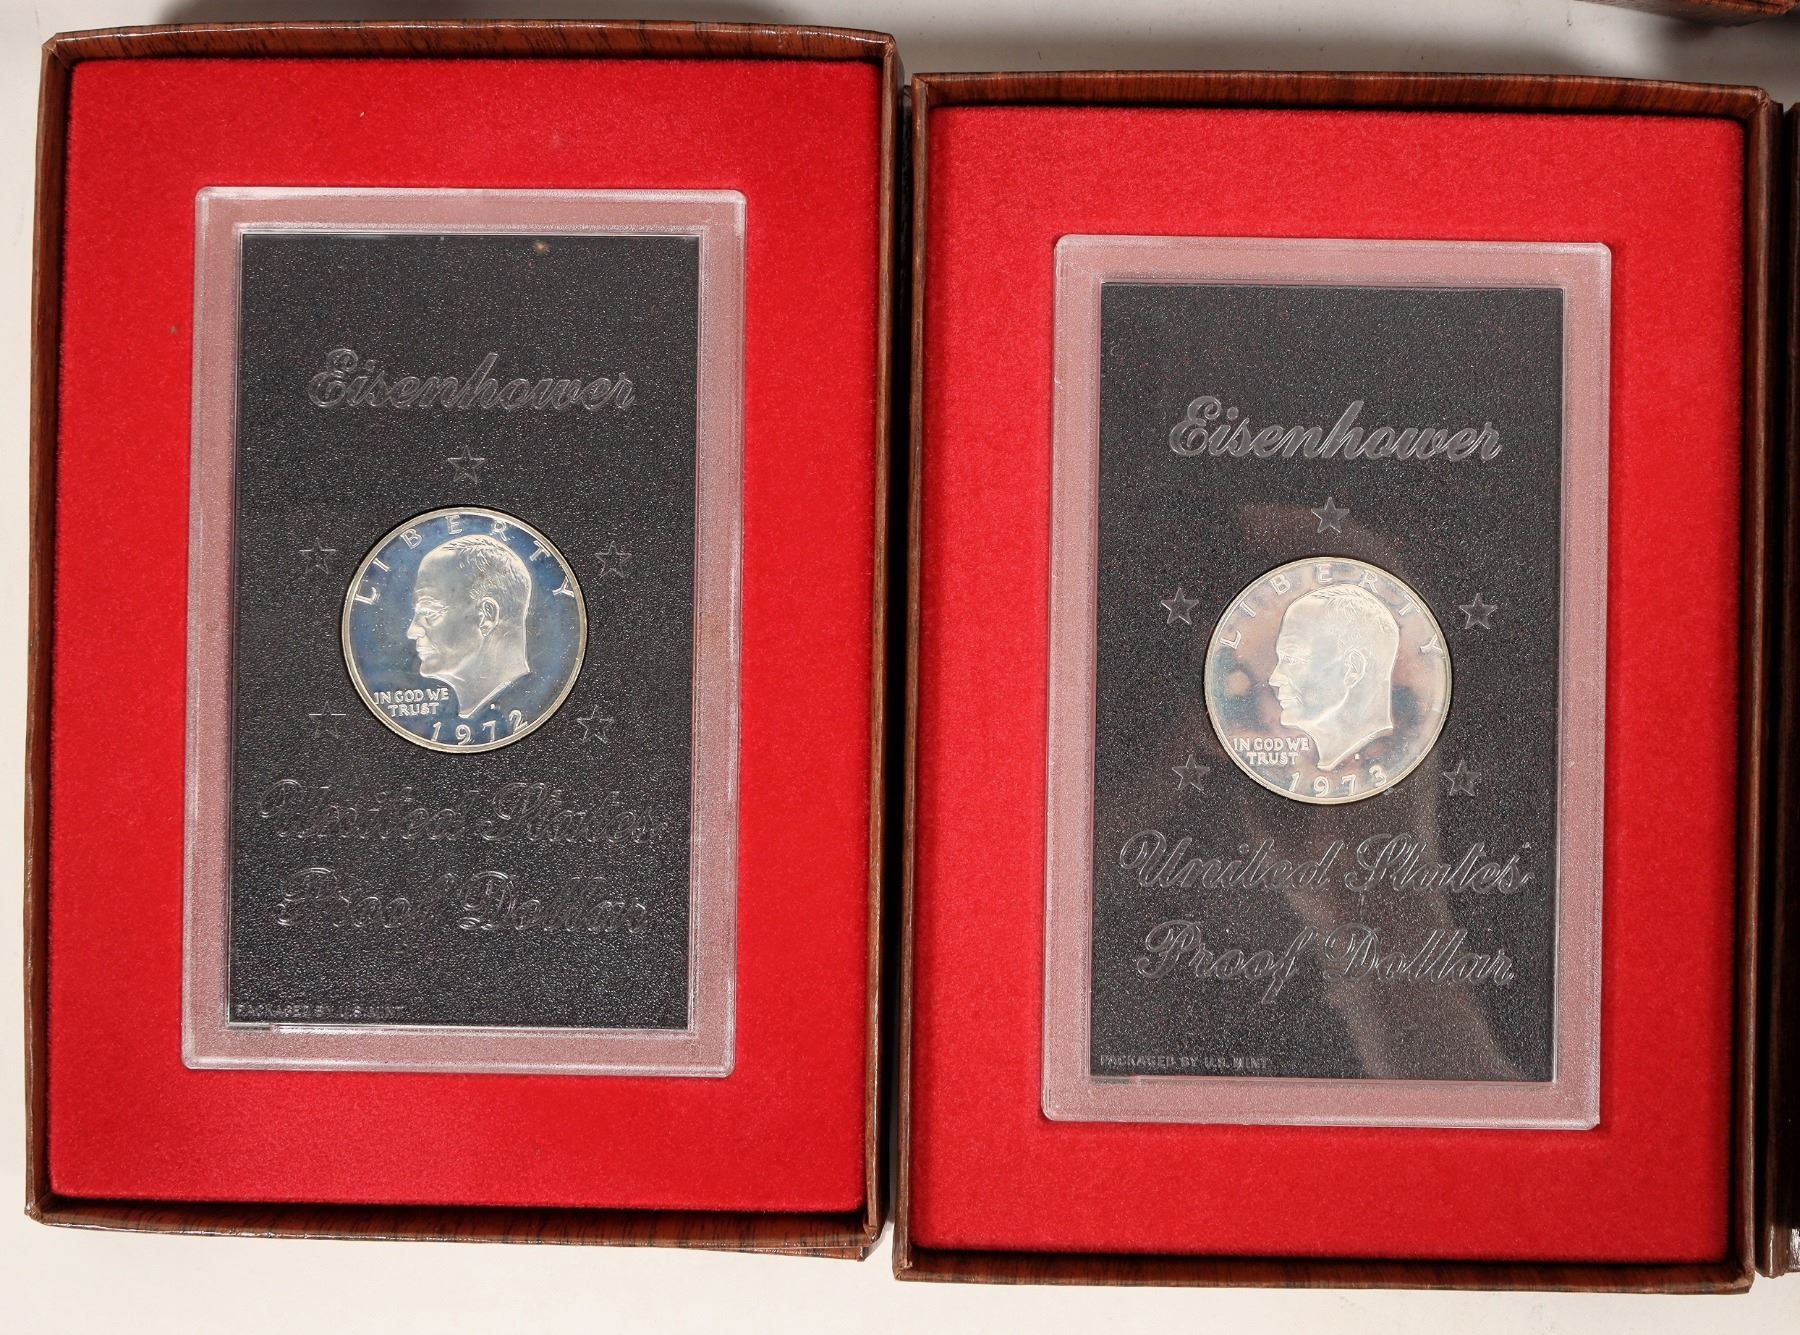 Eisenhower
LIBERTY
IN GOD WE
TRUST
1972
United States
Proof Dollar
PACKAGED BY U.S. MINT
Eisenhower
LIBERTY
IN GOD WE
TRUST
1973
United States
Proof Dollar
PACKAGED BY U.S. MINT